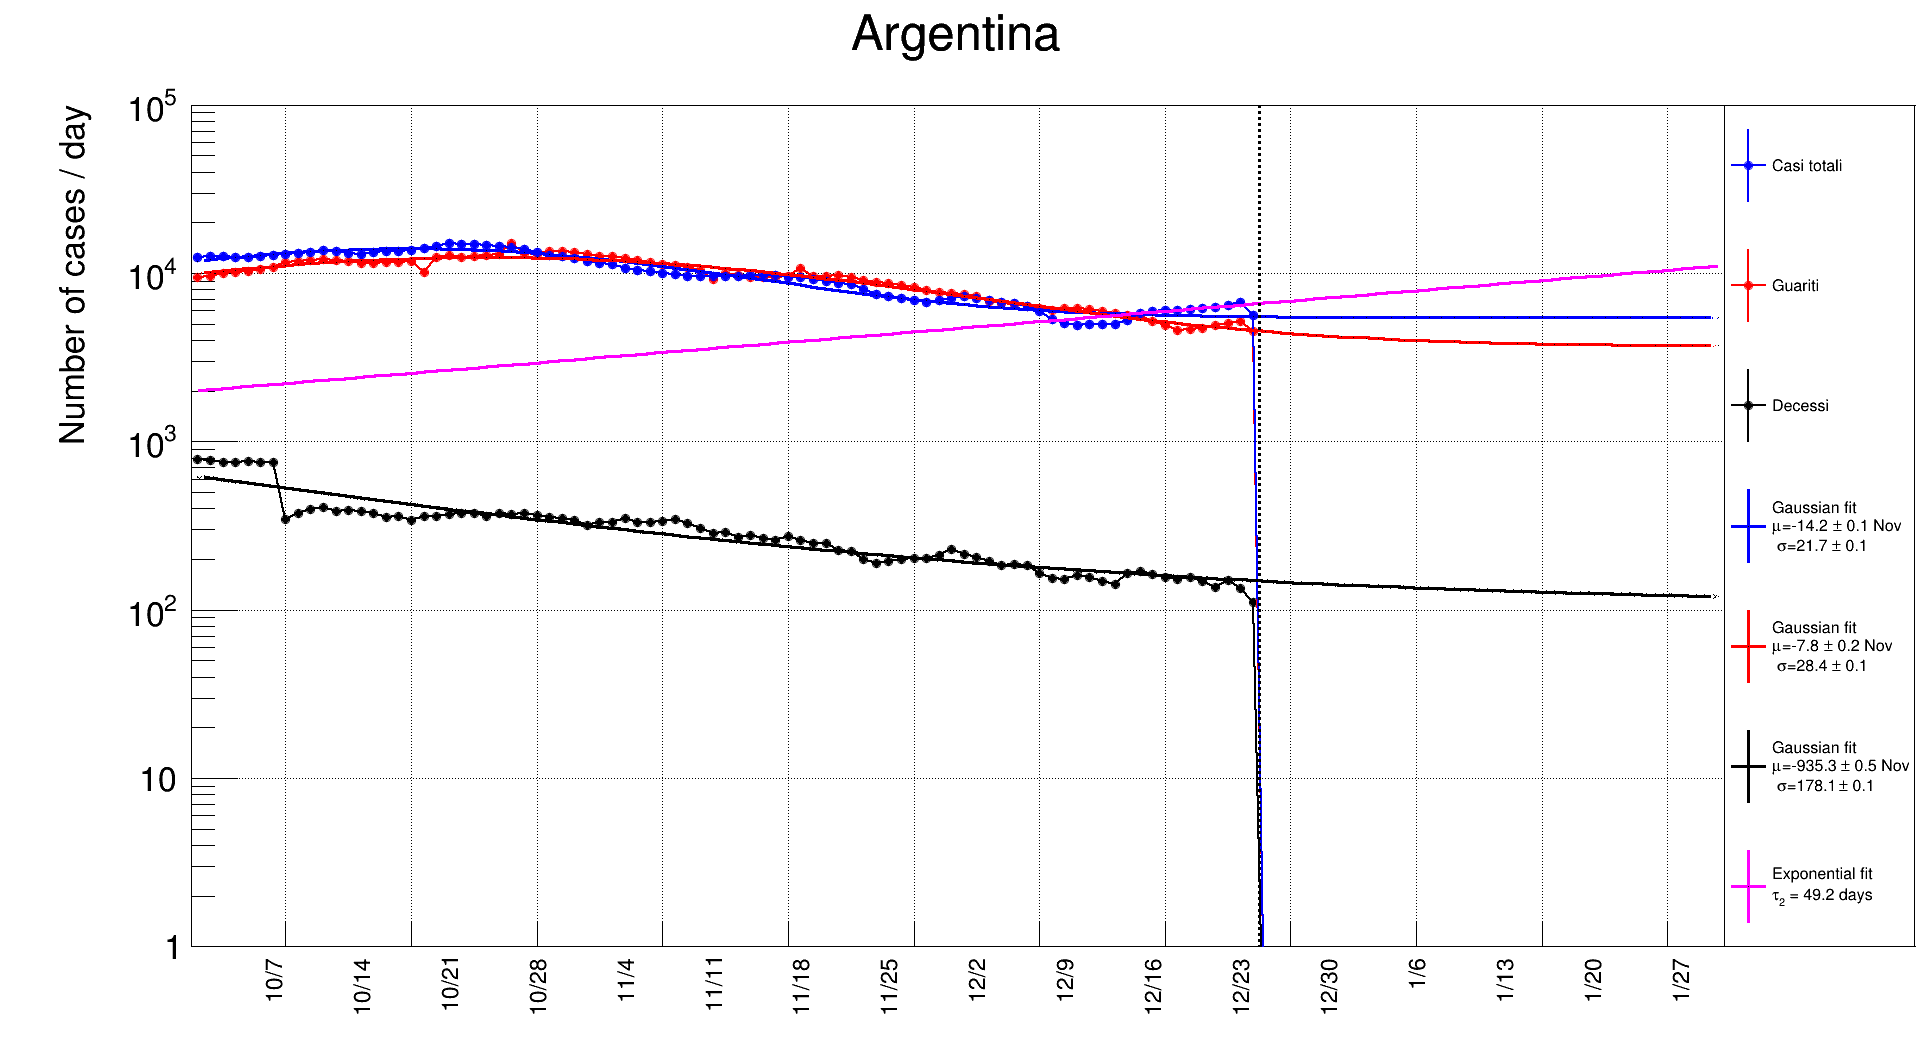 Argentina
Number of cases / day
10^5
10^4
10^3
10^2
10
1
10/7
10/14
10/21
10/28
11/4
11/11
11/18
11/25
12/2
12/9
12/16
12/23
12/30
1/6
1/13
1/20
1/27
Casi totali
Guariti
Decessi
Gaussian fit
μ=-14.2 ± 0.1 Nov
σ=21.7 ± 0.1
Gaussian fit
μ=-7.8 ± 0.2 Nov
σ=28.4 ± 0.1
Gaussian fit
μ=-935.3 ± 0.5 Nov
σ=178.1 ± 0.1
Exponential fit
τ₂ = 49.2 days